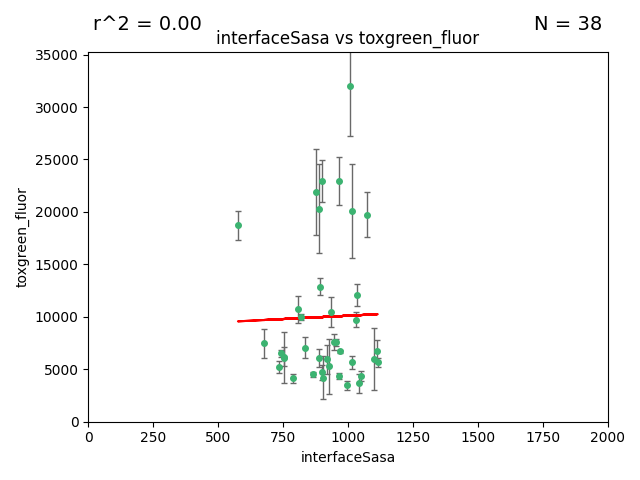 r^2 = 0.00
N = 38
interfaceSasa vs toxgreen_fluor
35000
30000
25000
20000
15000
10000
5000
0
toxgreen_fluor
0 250 500 750 1000 1250 1500 1750 2000
interfaceSasa